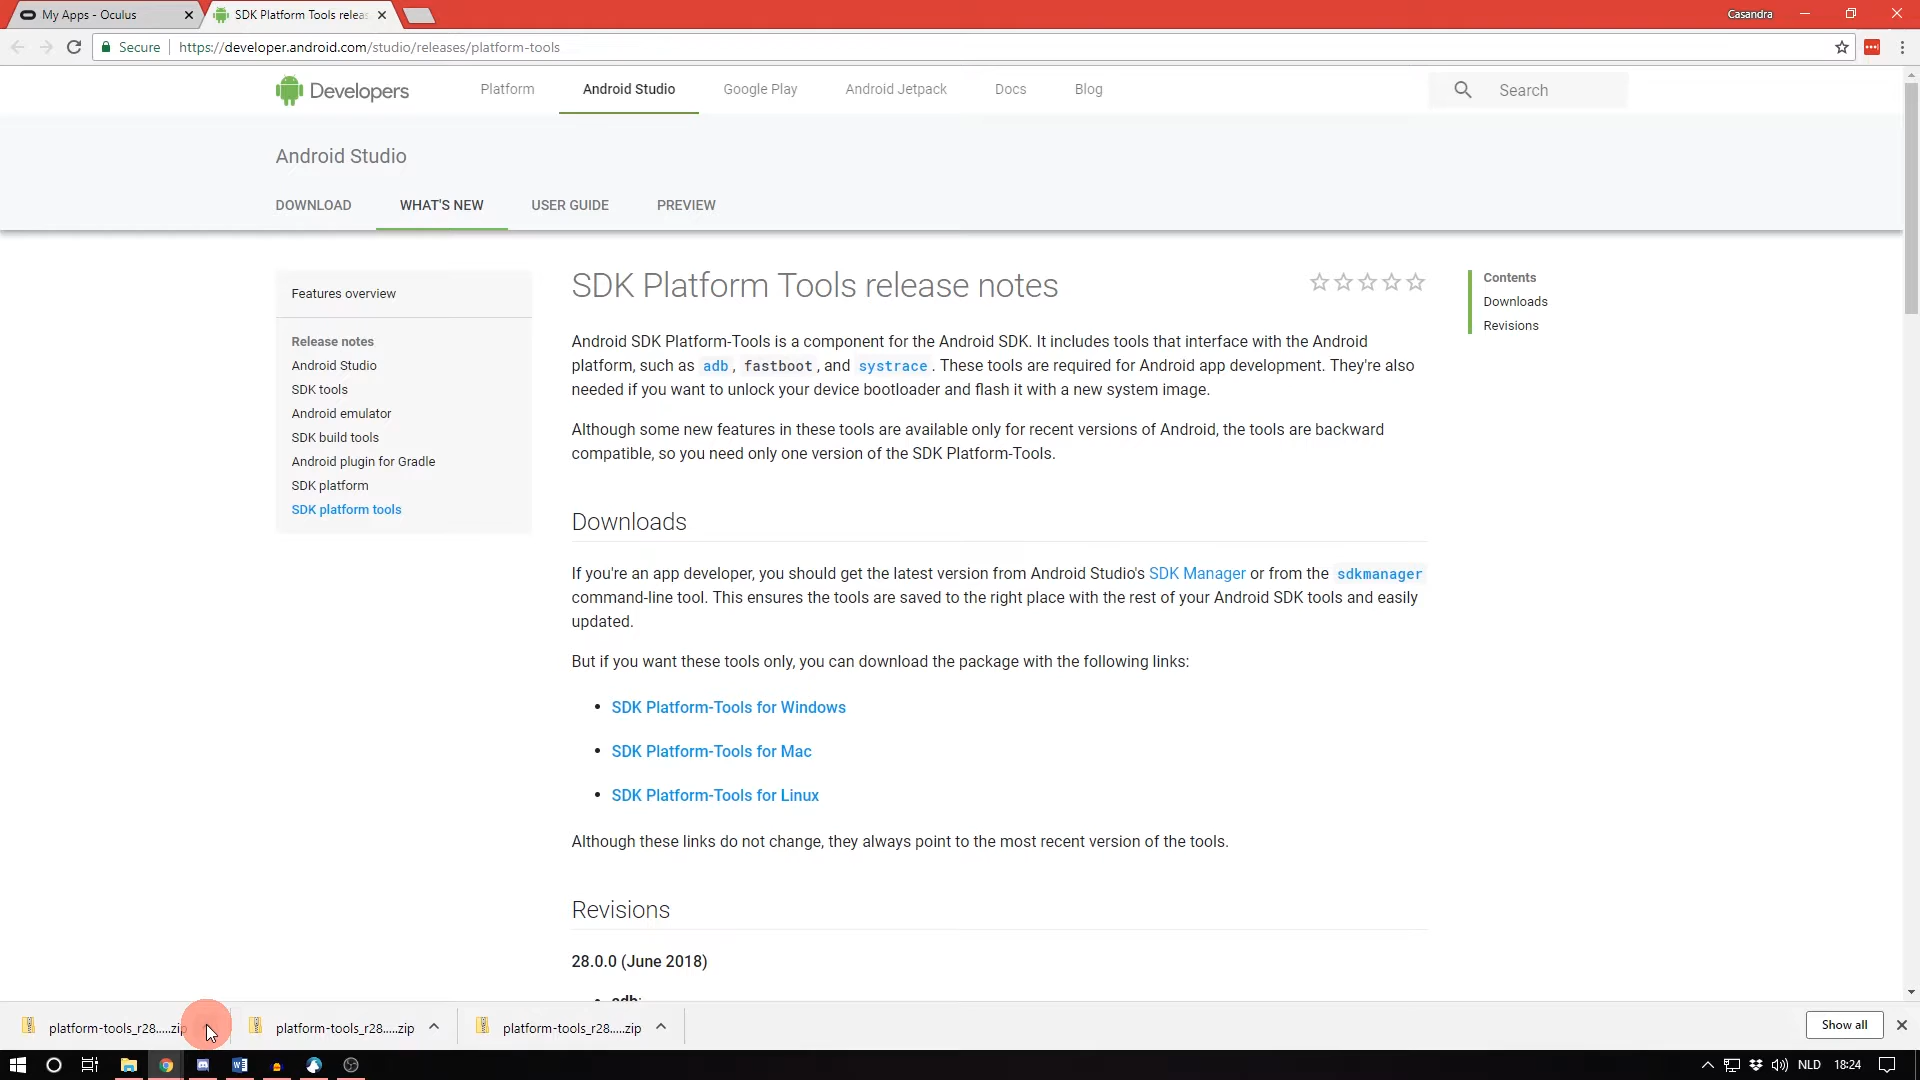 My Apps - Oculus
SDK Platform Tools releas
Casandra
Secure
https://developer.android.com/studio/releases/platform-tools
Developers
Platform
Android Studio
Google Play
Android Jetpack
Docs
Blog
Search
Android Studio
DOWNLOAD
WHAT'S NEW
USER GUIDE
PREVIEW
Features overview
Release notes
Android Studio
SDK tools
Android emulator
SDK build tools
Android plugin for Gradle
SDK platform
SDK platform tools
SDK Platform Tools release notes
Android SDK Platform-Tools is a component for the Android SDK. It includes tools that interface with the Android
platform, such as adb, fastboot, and systrace. These tools are required for Android app development. They're also
needed if you want to unlock your device bootloader and flash it with a new system image.
Although some new features in these tools are available only for recent versions of Android, the tools are backward
compatible, so you need only one version of the SDK Platform-Tools.
Downloads
If you're an app developer, you should get the latest version from Android Studio's SDK Manager or from the sdkmanager
command-line tool. This ensures the tools are saved to the right place with the rest of your Android SDK tools and easily
updated.
But if you want these tools only, you can download the package with the following links:
• SDK Platform-Tools for Windows
• SDK Platform-Tools for Mac
• SDK Platform-Tools for Linux
Although these links do not change, they always point to the most recent version of the tools.
Revisions
28.0.0 (June 2018)
• adb:
Contents
Downloads
Revisions
platform-tools_r28.....zip
platform-tools_r28.....zip
platform-tools_r28.....zip
Show all
NLD
18:24